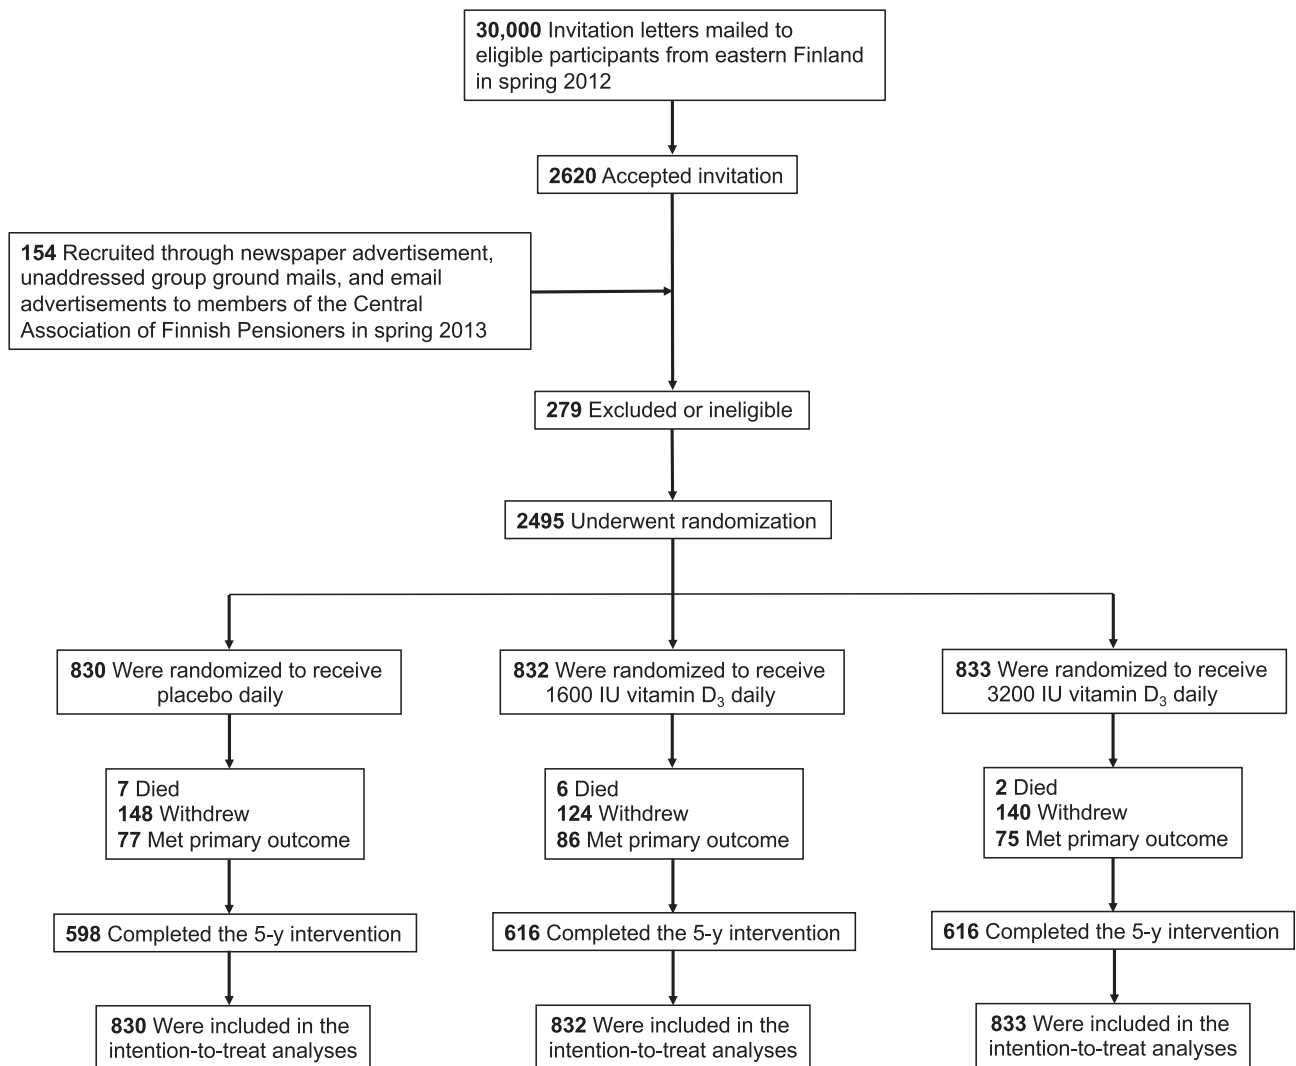 30,000 Invitation letters mailed to
eligible participants from eastern Finland
in spring 2012
2620 Accepted invitation
154 Recruited through newspaper advertisement,
unaddressed group ground mails, and email
advertisements to members of the Central
Association of Finnish Pensioners in spring 2013
279 Excluded or ineligible
2495 Underwent randomization
830 Were randomized to receive
placebo daily
832 Were randomized to receive
1600 IU vitamin D₃ daily
833 Were randomized to receive
3200 IU vitamin D₃ daily
7 Died
148 Withdrew
77 Met primary outcome
6 Died
124 Withdrew
86 Met primary outcome
2 Died
140 Withdrew
75 Met primary outcome
598 Completed the 5-y intervention
616 Completed the 5-y intervention
616 Completed the 5-y intervention
830 Were included in the
intention-to-treat analyses
832 Were included in the
intention-to-treat analyses
833 Were included in the
intention-to-treat analyses